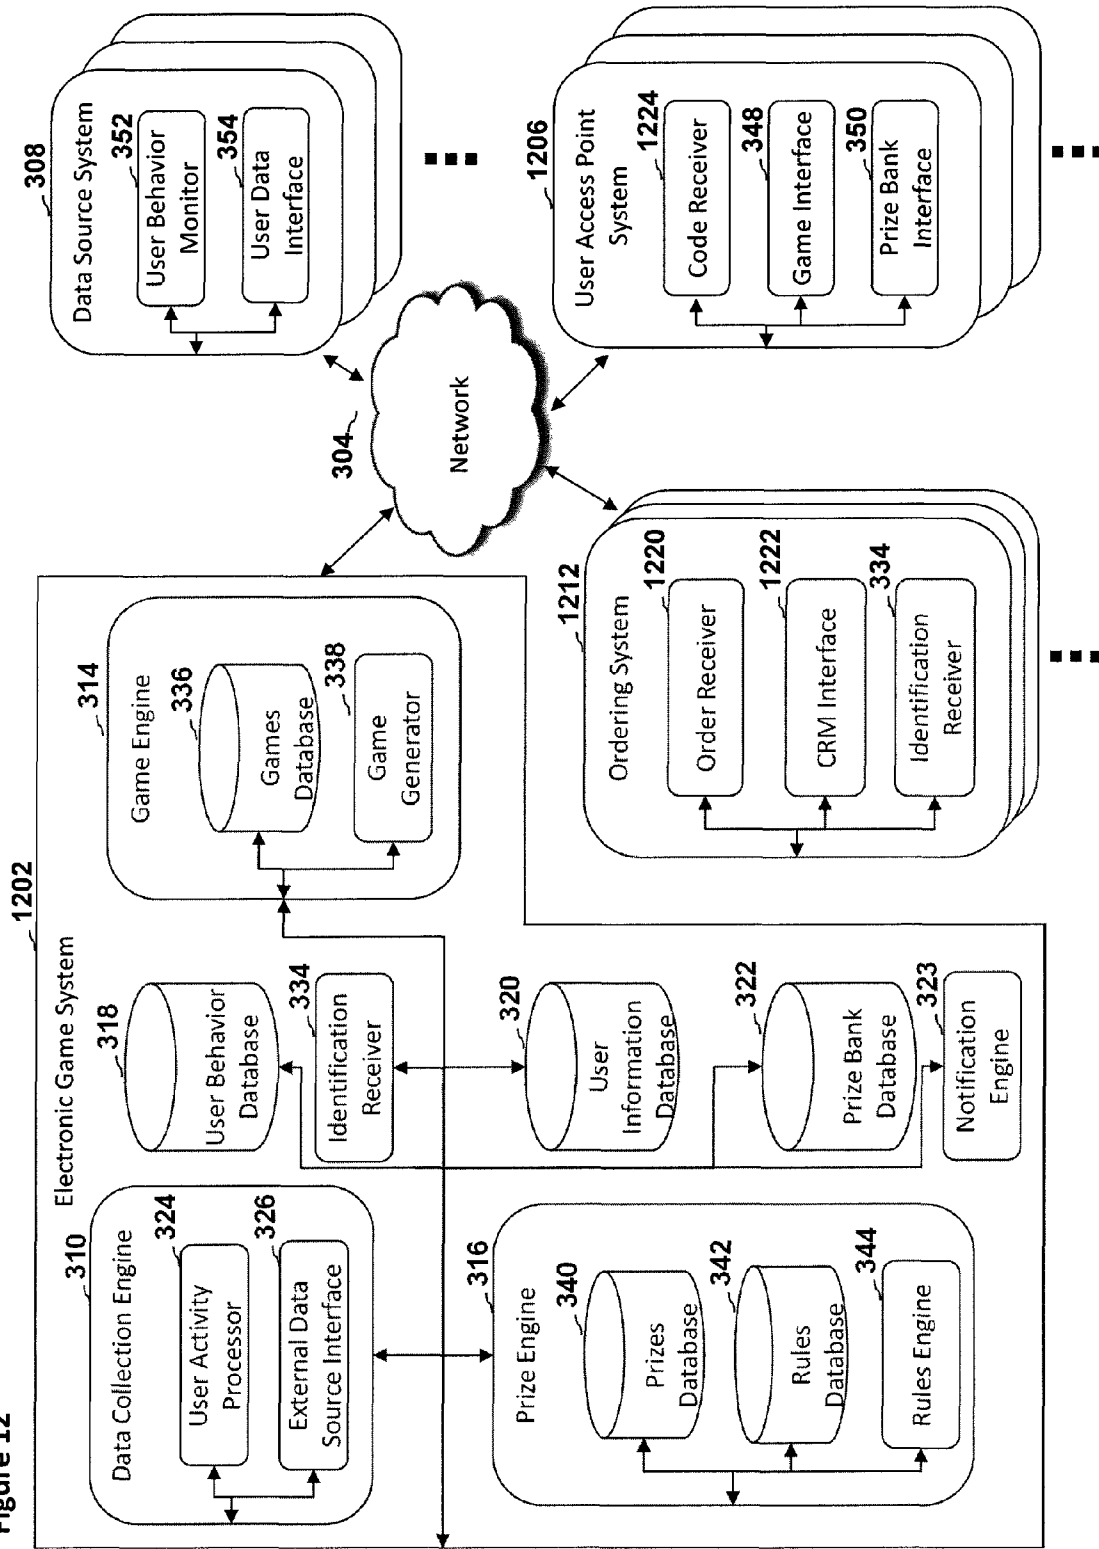 Figure 12
1202
Electronic Game System
310
Data Collection Engine
324
User Activity
Processor
326
External Data
Source Interface
318
User Behavior
Database
334
Identification
Receiver
314
Game Engine
336
Games
Database
338
Game
Generator
316
Prize Engine
340
Prizes
Database
342
Rules
Database
344
Rules Engine
320
User
Information
Database
322
Prize Bank
Database
323
Notification
Engine
304
Network
308
Data Source System
352
User Behavior
Monitor
354
User Data
Interface
1212
Ordering System
1220
Order Receiver
1222
CRM Interface
334
Identification
Receiver
1206
User Access Point
System
1224
Code Receiver
348
Game Interface
350
Prize Bank
Interface